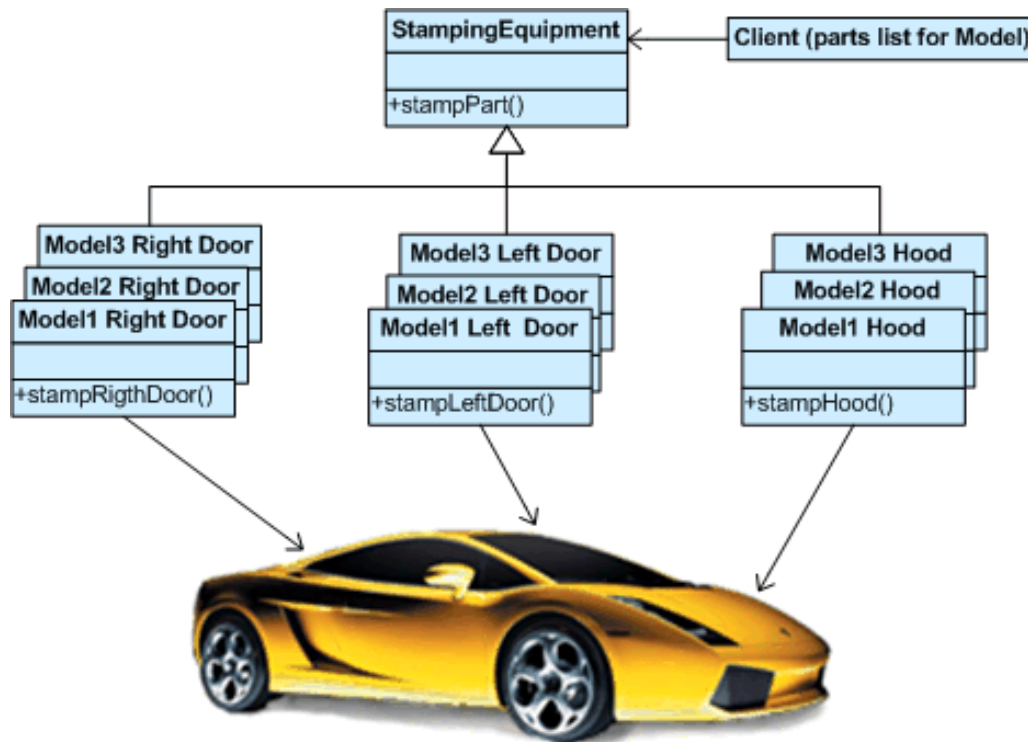 StampingEquipment
Client (parts list for Model)
+stampPart()
Model3 Right Door
Model2 Right Door
Model1 Right Door
+stampRigthDoor()
Model3 Left Door
Model2 Left Door
Model1 Left Door
+stampLeftDoor()
Model3 Hood
Model2 Hood
Model1 Hood
+stampHood()